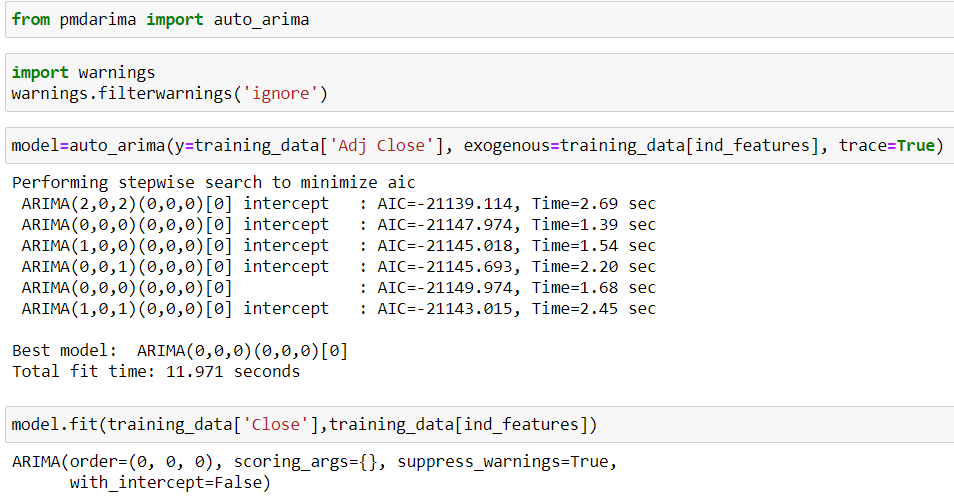 from pmdarima import auto_arima
import warnings
warnings.filterwarnings('ignore')
model=auto_arima(y=training_data['Adj Close'], exogenous=training_data[ind_features], trace=True)
Performing stepwise search to minimize aic
 ARIMA(2,0,2)(0,0,0)[0] intercept   : AIC=-21139.114, Time=2.69 sec
 ARIMA(0,0,0)(0,0,0)[0] intercept   : AIC=-21147.974, Time=1.39 sec
 ARIMA(1,0,0)(0,0,0)[0] intercept   : AIC=-21145.018, Time=1.54 sec
 ARIMA(0,0,1)(0,0,0)[0] intercept   : AIC=-21145.693, Time=2.20 sec
 ARIMA(0,0,0)(0,0,0)[0]             : AIC=-21149.974, Time=1.68 sec
 ARIMA(1,0,1)(0,0,0)[0] intercept   : AIC=-21143.015, Time=2.45 sec
Best model:  ARIMA(0,0,0)(0,0,0)[0]
Total fit time: 11.971 seconds
model.fit(training_data['Close'],training_data[ind_features])
ARIMA(order=(0, 0, 0), scoring_args={}, suppress_warnings=True,
      with_intercept=False)